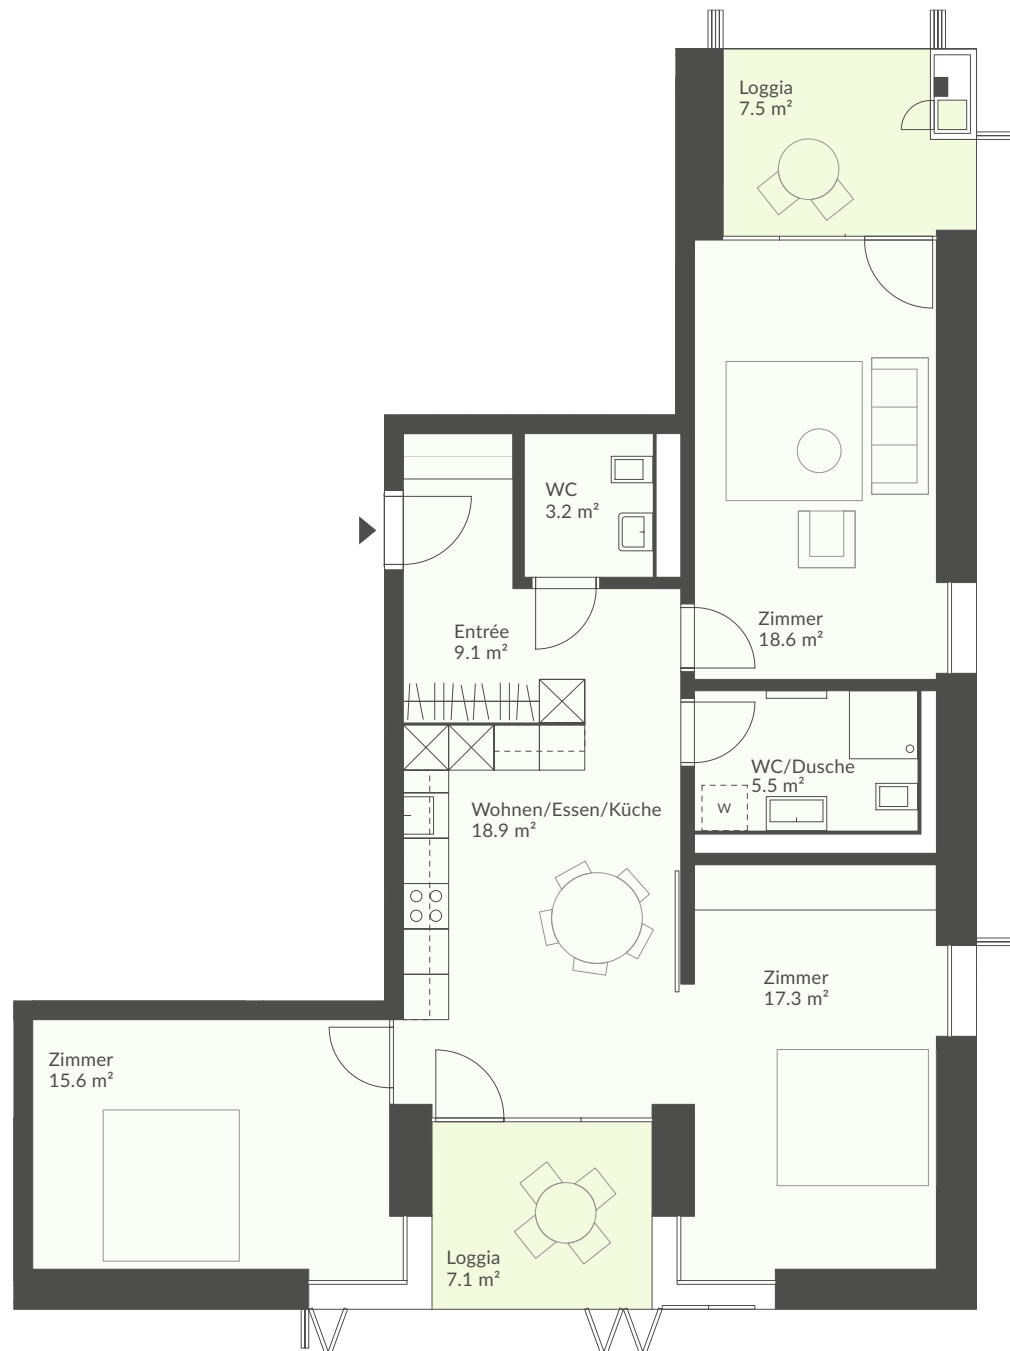 Loggia
7.5 m²
WC
3.2 m²
Zimmer
18.6 m²
Entrée
9.1 m²
WC/Dusche
5.5 m²
W
Wohnen/Essen/Küche
18.9 m²
Zimmer
17.3 m²
Zimmer
15.6 m²
Loggia
7.1 m²